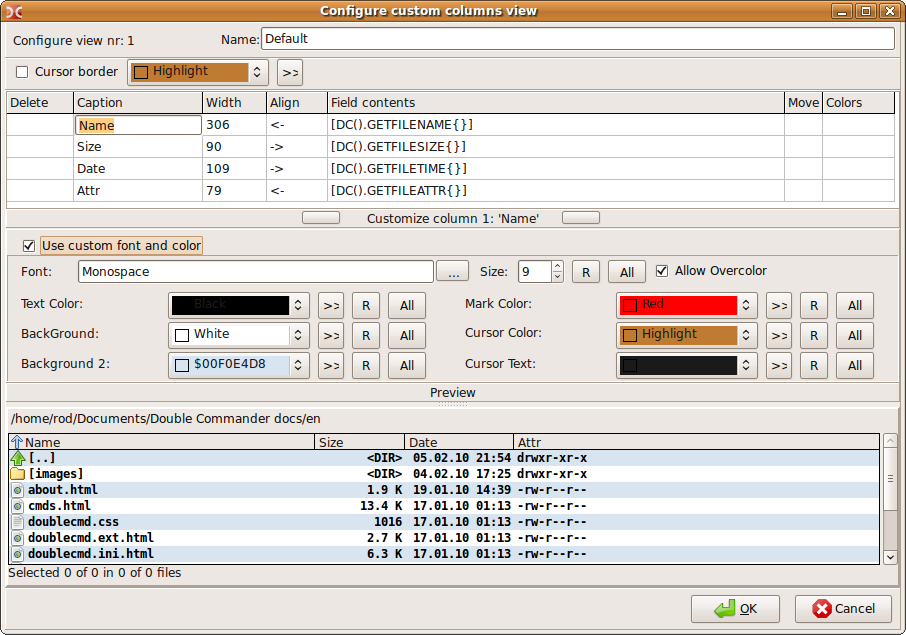 Configure custom columns view
Configure view nr: 1 Name: Default
Cursor border Highlight >>
Delete Caption Width Align Field contents Move Colors
Name 306 <- [DC().GETFILENAME{}]
Size 90 -> [DC().GETFILESIZE{}]
Date 109 -> [DC().GETFILETIME{}]
Attr 79 <- [DC().GETFILEATTR{}]
Customize column 1: 'Name'
Use custom font and color
Font: Monospace ... Size: 9 R All Allow Overcolor
Text Color: Black >> R All Mark Color: Red >> R All
BackGround: White >> R All Cursor Color: Highlight >> R All
Background 2: $00F0E4D8 >> R All Cursor Text: >> R All
Preview
/home/rod/Documents/Double Commander docs/en
Name Size Date Attr
[..] <DIR> 05.02.10 21:54 drwxr-xr-x
[images] <DIR> 04.02.10 17:25 drwxr-xr-x
about.html 1.9 K 19.01.10 14:39 -rw-r--r--
cmds.html 13.4 K 17.01.10 01:13 -rw-r--r--
doublecmd.css 1016 17.01.10 01:13 -rw-r--r--
doublecmd.ext.html 2.7 K 17.01.10 01:13 -rw-r--r--
doublecmd.ini.html 6.3 K 17.01.10 01:13 -rw-r--r--
Selected 0 of 0 in 0 of 0 files
OK Cancel